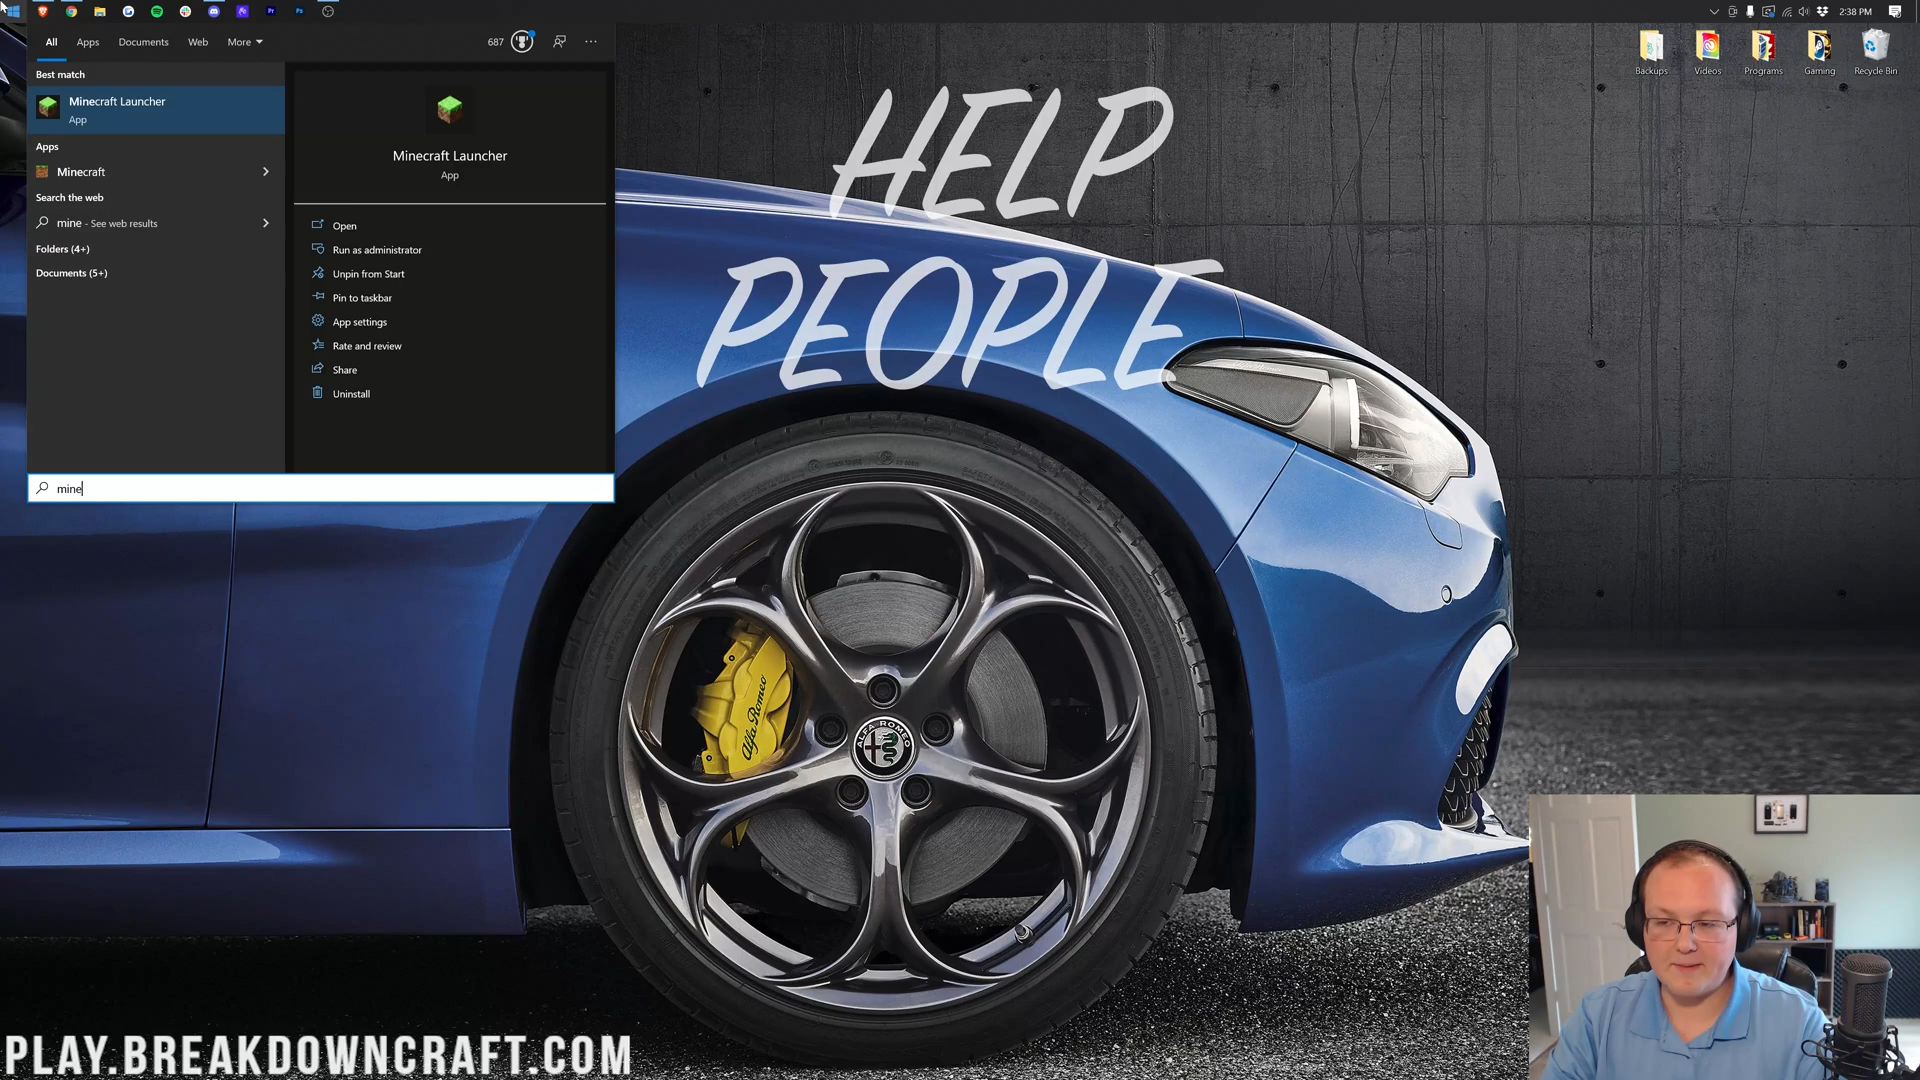 2:38 PM
All Apps Documents Web More
687
Best match
Minecraft Launcher
App
Apps
Minecraft
Search the web
mine - See web results
Folders (4+)
Documents (5+)
mine
Minecraft Launcher
App
Open
Run as administrator
Unpin from Start
Pin to taskbar
App settings
Rate and review
Share
Uninstall
Backups
Videos
Programs
Gaming
Recycle Bin
HELP
PEOPLE
Alfa Romeo
ALFA ROMEO
PLAY.BREAKDOWNCRAFT.COM